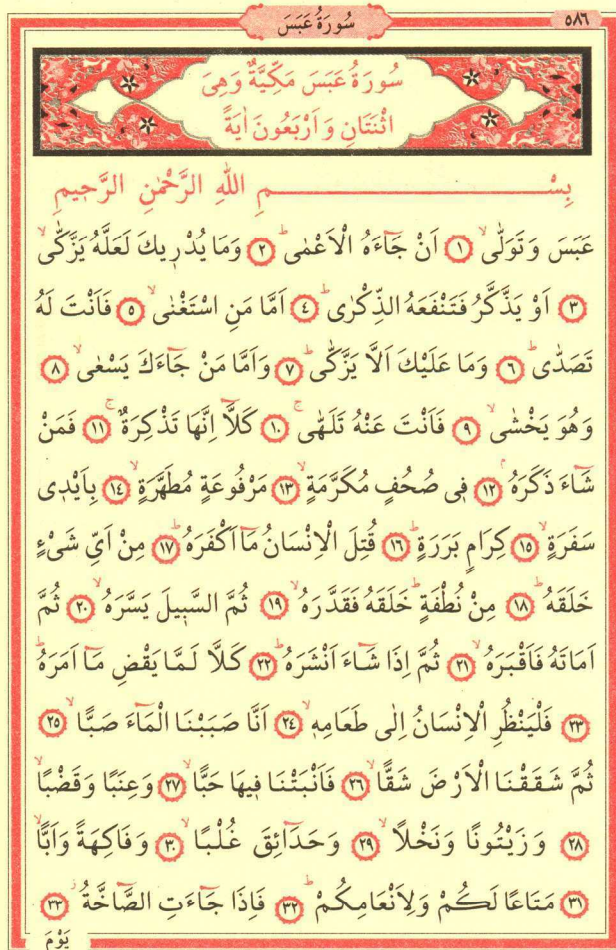 سُورَةُ عَبَسَ
٥٨٦
سُورَةُ عَبَسَ مَكِّيَّةٌ وَهِيَ
اثْنَتَانِ وَاَرْبَعُونَ اٰيَةً
بِسْمِ اللهِ الرَّحْمٰنِ الرَّحِيمِ
عَبَسَ وَتَوَلّٰىۙ ١ اَنْ جَٓاءَهُ الْاَعْمٰىۜ ٢ وَمَا يُدْرِيكَ لَعَلَّهُ يَزَّكّٰىۙ
٣ اَوْ يَذَّكَّرُ فَتَنْفَعَهُ الذِّكْرٰىۜ ٤ اَمَّا مَنِ اسْتَغْنٰىۙ ٥ فَاَنْتَ لَهُ
تَصَدّٰىۜ ٦ وَمَا عَلَيْكَ اَلَّا يَزَّكّٰىۜ ٧ وَاَمَّا مَنْ جَٓاءَكَ يَسْعٰىۙ ٨
وَهُوَ يَخْشٰىۙ ٩ فَاَنْتَ عَنْهُ تَلَهّٰىۚ ١٠ كَلَّٓا اِنَّهَا تَذْكِرَةٌۚ ١١ فَمَنْ
شَٓاءَ ذَكَرَهُۢ ١٢ فِي صُحُفٍ مُكَرَّمَةٍۙ ١٣ مَرْفُوعَةٍ مُطَهَّرَةٍۙ ١٤ بِاَيْدِي
سَفَرَةٍۙ ١٥ كِرَامٍ بَرَرَةٍۜ ١٦ قُتِلَ الْاِنْسَانُ مَٓا اَكْفَرَهُۜ ١٧ مِنْ اَيِّ شَيْءٍ
خَلَقَهُۜ ١٨ مِنْ نُطْفَةٍۜ خَلَقَهُ فَقَدَّرَهُۙ ١٩ ثُمَّ السَّبِيلَ يَسَّرَهُۙ ٢٠ ثُمَّ
اَمَاتَهُ فَاَقْبَرَهُۙ ٢١ ثُمَّ اِذَا شَٓاءَ اَنْشَرَهُۜ ٢٢ كَلَّا لَمَّا يَقْضِ مَٓا اَمَرَهُۜ
٢٣ فَلْيَنْظُرِ الْاِنْسَانُ اِلٰى طَعَامِهِۙ ٢٤ اَنَّا صَبَبْنَا الْمَٓاءَ صَبًّاۙ ٢٥
ثُمَّ شَقَقْنَا الْاَرْضَ شَقًّاۙ ٢٦ فَاَنْبَتْنَا فِيهَا حَبًّاۙ ٢٧ وَعِنَبًا وَقَضْبًاۙ
٢٨ وَزَيْتُونًا وَنَخْلًاۙ ٢٩ وَحَدَٓائِقَ غُلْبًاۙ ٣٠ وَفَاكِهَةً وَاَبًّاۙ
٣١ مَتَاعًا لَكُمْ وَلِاَنْعَامِكُمْۜ ٣٢ فَاِذَا جَٓاءَتِ الصَّٓاخَّةُۘ ٣٣
يَوْمَ